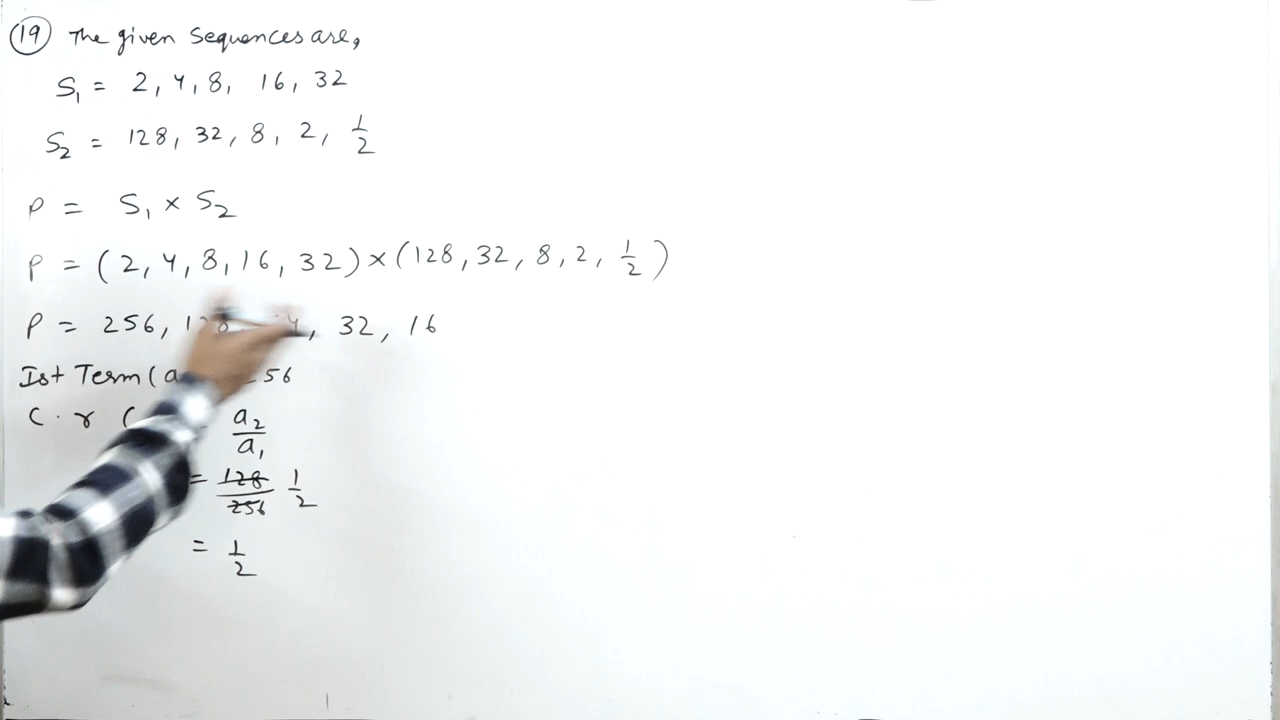 19 The given sequences are,
S₁ = 2, 4, 8, 16, 32
S₂ = 128, 32, 8, 2, 1/2
P = S₁ × S₂
P = (2, 4, 8, 16, 32) × (128, 32, 8, 2, 1/2)
P = 256, 32, 16
Ist Term (a 56
C.r ( = a₂/a₁
= 128/256 1/2
= 1/2